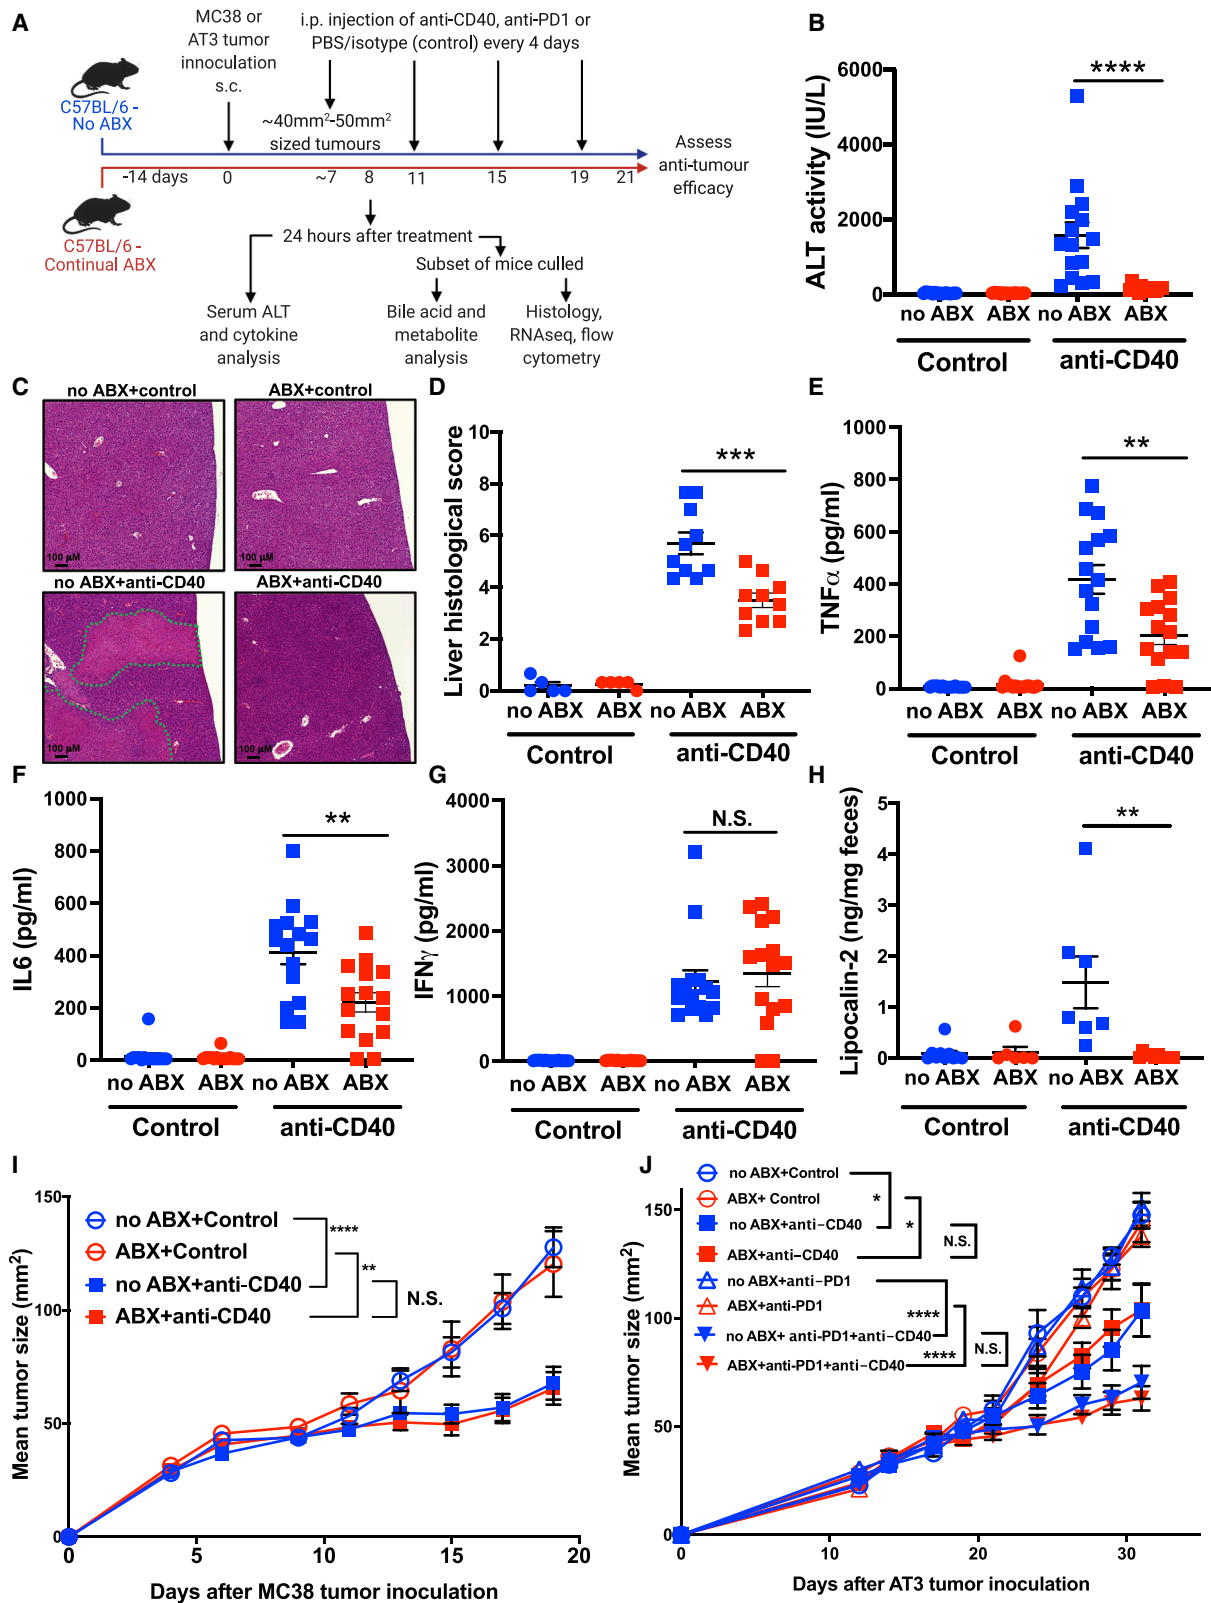 A
MC38 or
AT3 tumor
innoculation
s.c.
i.p. injection of anti-CD40, anti-PD1 or
PBS/isotype (control) every 4 days
C57BL/6 -
No ABX
~40mm²-50mm²
sized tumours
-14 days 0 ~7 8 11 15 19 21
Assess
anti-tumour
efficacy
C57BL/6 -
Continual ABX
24 hours after treatment
Subset of mice culled
Serum ALT
and cytokine
analysis
Bile acid and
metabolite
analysis
Histology,
RNAseq, flow
cytometry
B
ALT activity (IU/L)
6000
4000
2000
0
****
no ABX ABX no ABX ABX
Control anti-CD40
C
no ABX+control ABX+control
100 µM 100 µM
no ABX+anti-CD40 ABX+anti-CD40
100 µM 100 µM
D
Liver histological score
10
8
6
4
2
0
***
no ABX ABX no ABX ABX
Control anti-CD40
E
TNFα (pg/ml)
1000
800
600
400
200
0
**
no ABX ABX no ABX ABX
Control anti-CD40
F
IL6 (pg/ml)
1000
800
600
400
200
0
**
no ABX ABX no ABX ABX
Control anti-CD40
G
IFNγ (pg/ml)
4000
3000
2000
1000
0
N.S.
no ABX ABX no ABX ABX
Control anti-CD40
H
Lipocalin-2 (ng/mg feces)
5
4
3
2
1
0
**
no ABX ABX no ABX ABX
Control anti-CD40
I
Mean tumor size (mm²)
150
100
50
0
no ABX+Control
ABX+Control
no ABX+anti-CD40
ABX+anti-CD40
****
**
N.S.
0 5 10 15 20
Days after MC38 tumor inoculation
J
Mean tumor size (mm²)
150
100
50
0
no ABX+Control
ABX+ Control
no ABX+anti-CD40
ABX+anti-CD40
no ABX+anti-PD1
ABX+anti-PD1
no ABX+ anti-PD1+anti-CD40
ABX+anti-PD1+anti-CD40
*
*
N.S.
****
****
N.S.
0 10 20 30
Days after AT3 tumor inoculation